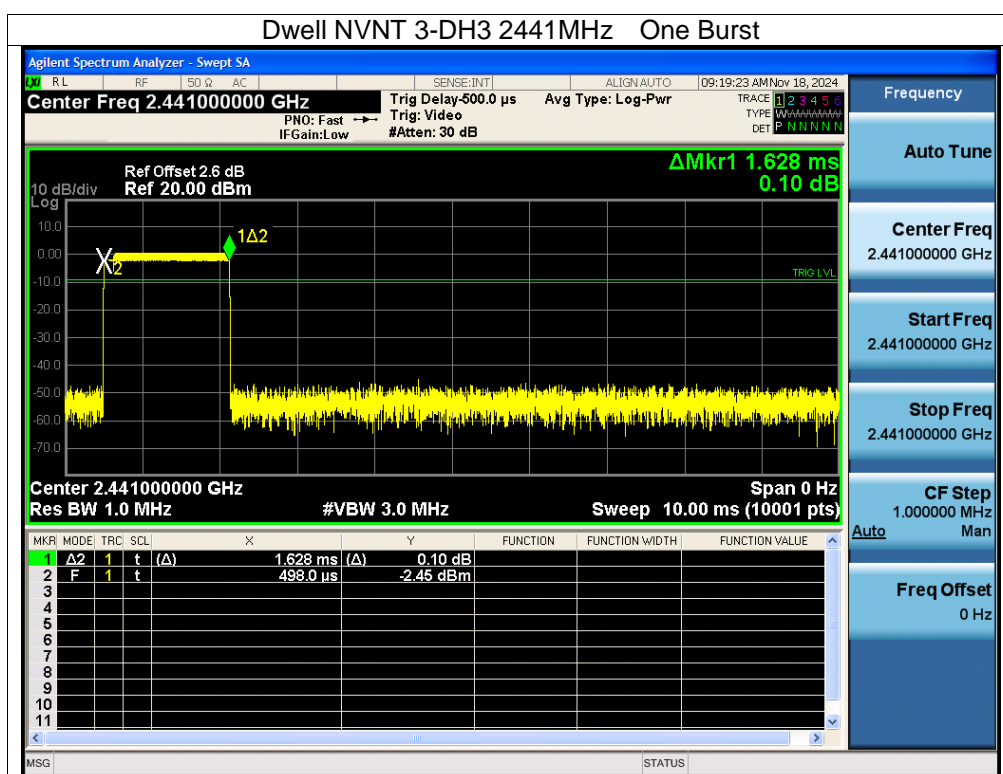 Dwell NVNT 3-DH3 2441MHz One Burst
Agilent Spectrum Analyzer - Swept SA
LXI RL RF 50 Ω AC SENSE:INT ALIGN AUTO 09:19:23 AM Nov 18, 2024
Center Freq 2.441000000 GHz
PNO: Fast
IFGain:Low
Trig Delay-500.0 µs
Trig: Video
#Atten: 30 dB
Avg Type: Log-Pwr
TRACE 1 2 3 4 5 6
TYPE WWWWWW
DET P N N N N N
Ref Offset 2.6 dB
Ref 20.00 dBm
10 dB/div
Log
ΔMkr1 1.628 ms
0.10 dB
10.0
0.00
-10.0
-20.0
-30.0
-40.0
-50.0
-60.0
-70.0
1Δ2
2
TRIG LVL
Center 2.441000000 GHz Span 0 Hz
Res BW 1.0 MHz #VBW 3.0 MHz Sweep 10.00 ms (10001 pts)
MKR MODE TRC SCL X Y FUNCTION FUNCTION WIDTH FUNCTION VALUE
1 Δ2 1 t (Δ) 1.628 ms (Δ) 0.10 dB
2 F 1 t 498.0 µs -2.45 dBm
3
4
5
6
7
8
9
10
11
MSG STATUS
Frequency
Auto Tune
Center Freq
2.441000000 GHz
Start Freq
2.441000000 GHz
Stop Freq
2.441000000 GHz
CF Step
1.000000 MHz
Auto Man
Freq Offset
0 Hz